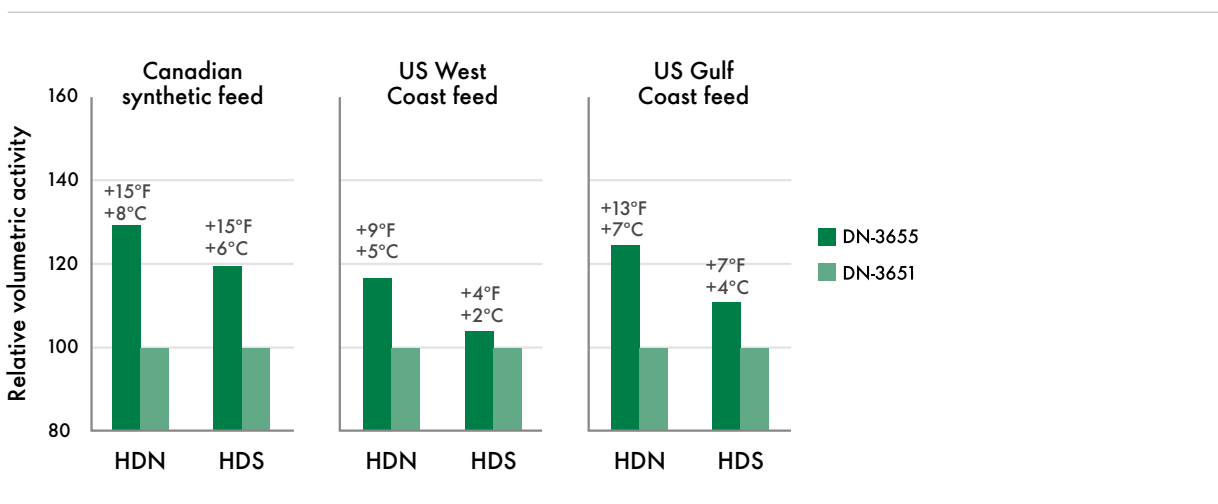 Canadian
synthetic feed
US West
Coast feed
US Gulf
Coast feed
Relative volumetric activity
160
140
120
100
80
+15°F
+8°C
+15°F
+6°C
+9°F
+5°C
+4°F
+2°C
+13°F
+7°C
+7°F
+4°C
HDN
HDS
HDN
HDS
HDN
HDS
DN-3655
DN-3651